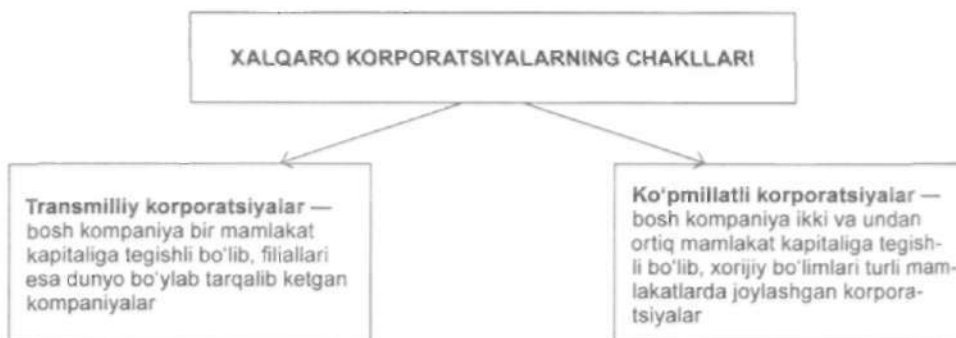 XALQARO KORPORATSIYALARNING CHAKLLARI
Transmilliy korporatsiyalar —
bosh kompaniya bir mamlakat
kapitaliga tegishli bo'lib, filiallari
esa dunyo bo'ylab tarqalib ketgan
kompaniyalar
Ko'pmillatli korporatsiyalar —
bosh kompaniya ikki va undan
ortiq mamlakat kapitaliga tegish-
li bo'lib, xorijiy bo'limlari turli mam-
lakatlarda joylashgan korpora-
tsiyalar